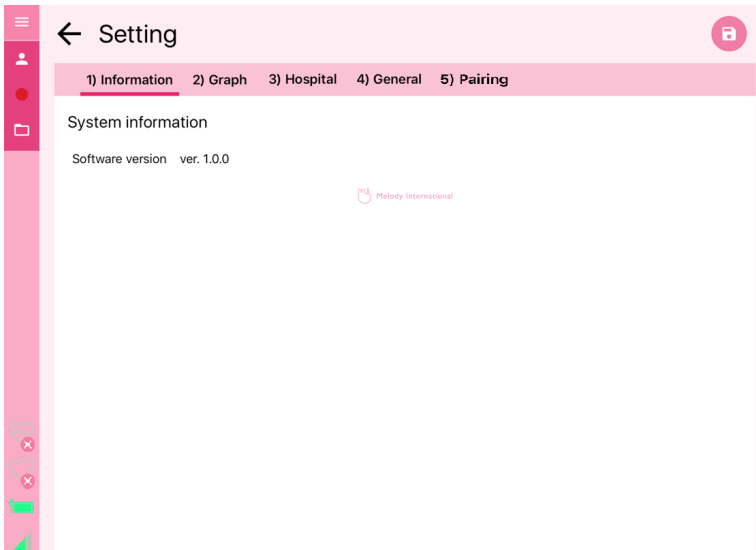 Setting
1) Information 2) Graph 3) Hospital 4) General 5) Pairing
System information
Software version ver. 1.0.0
Melody International